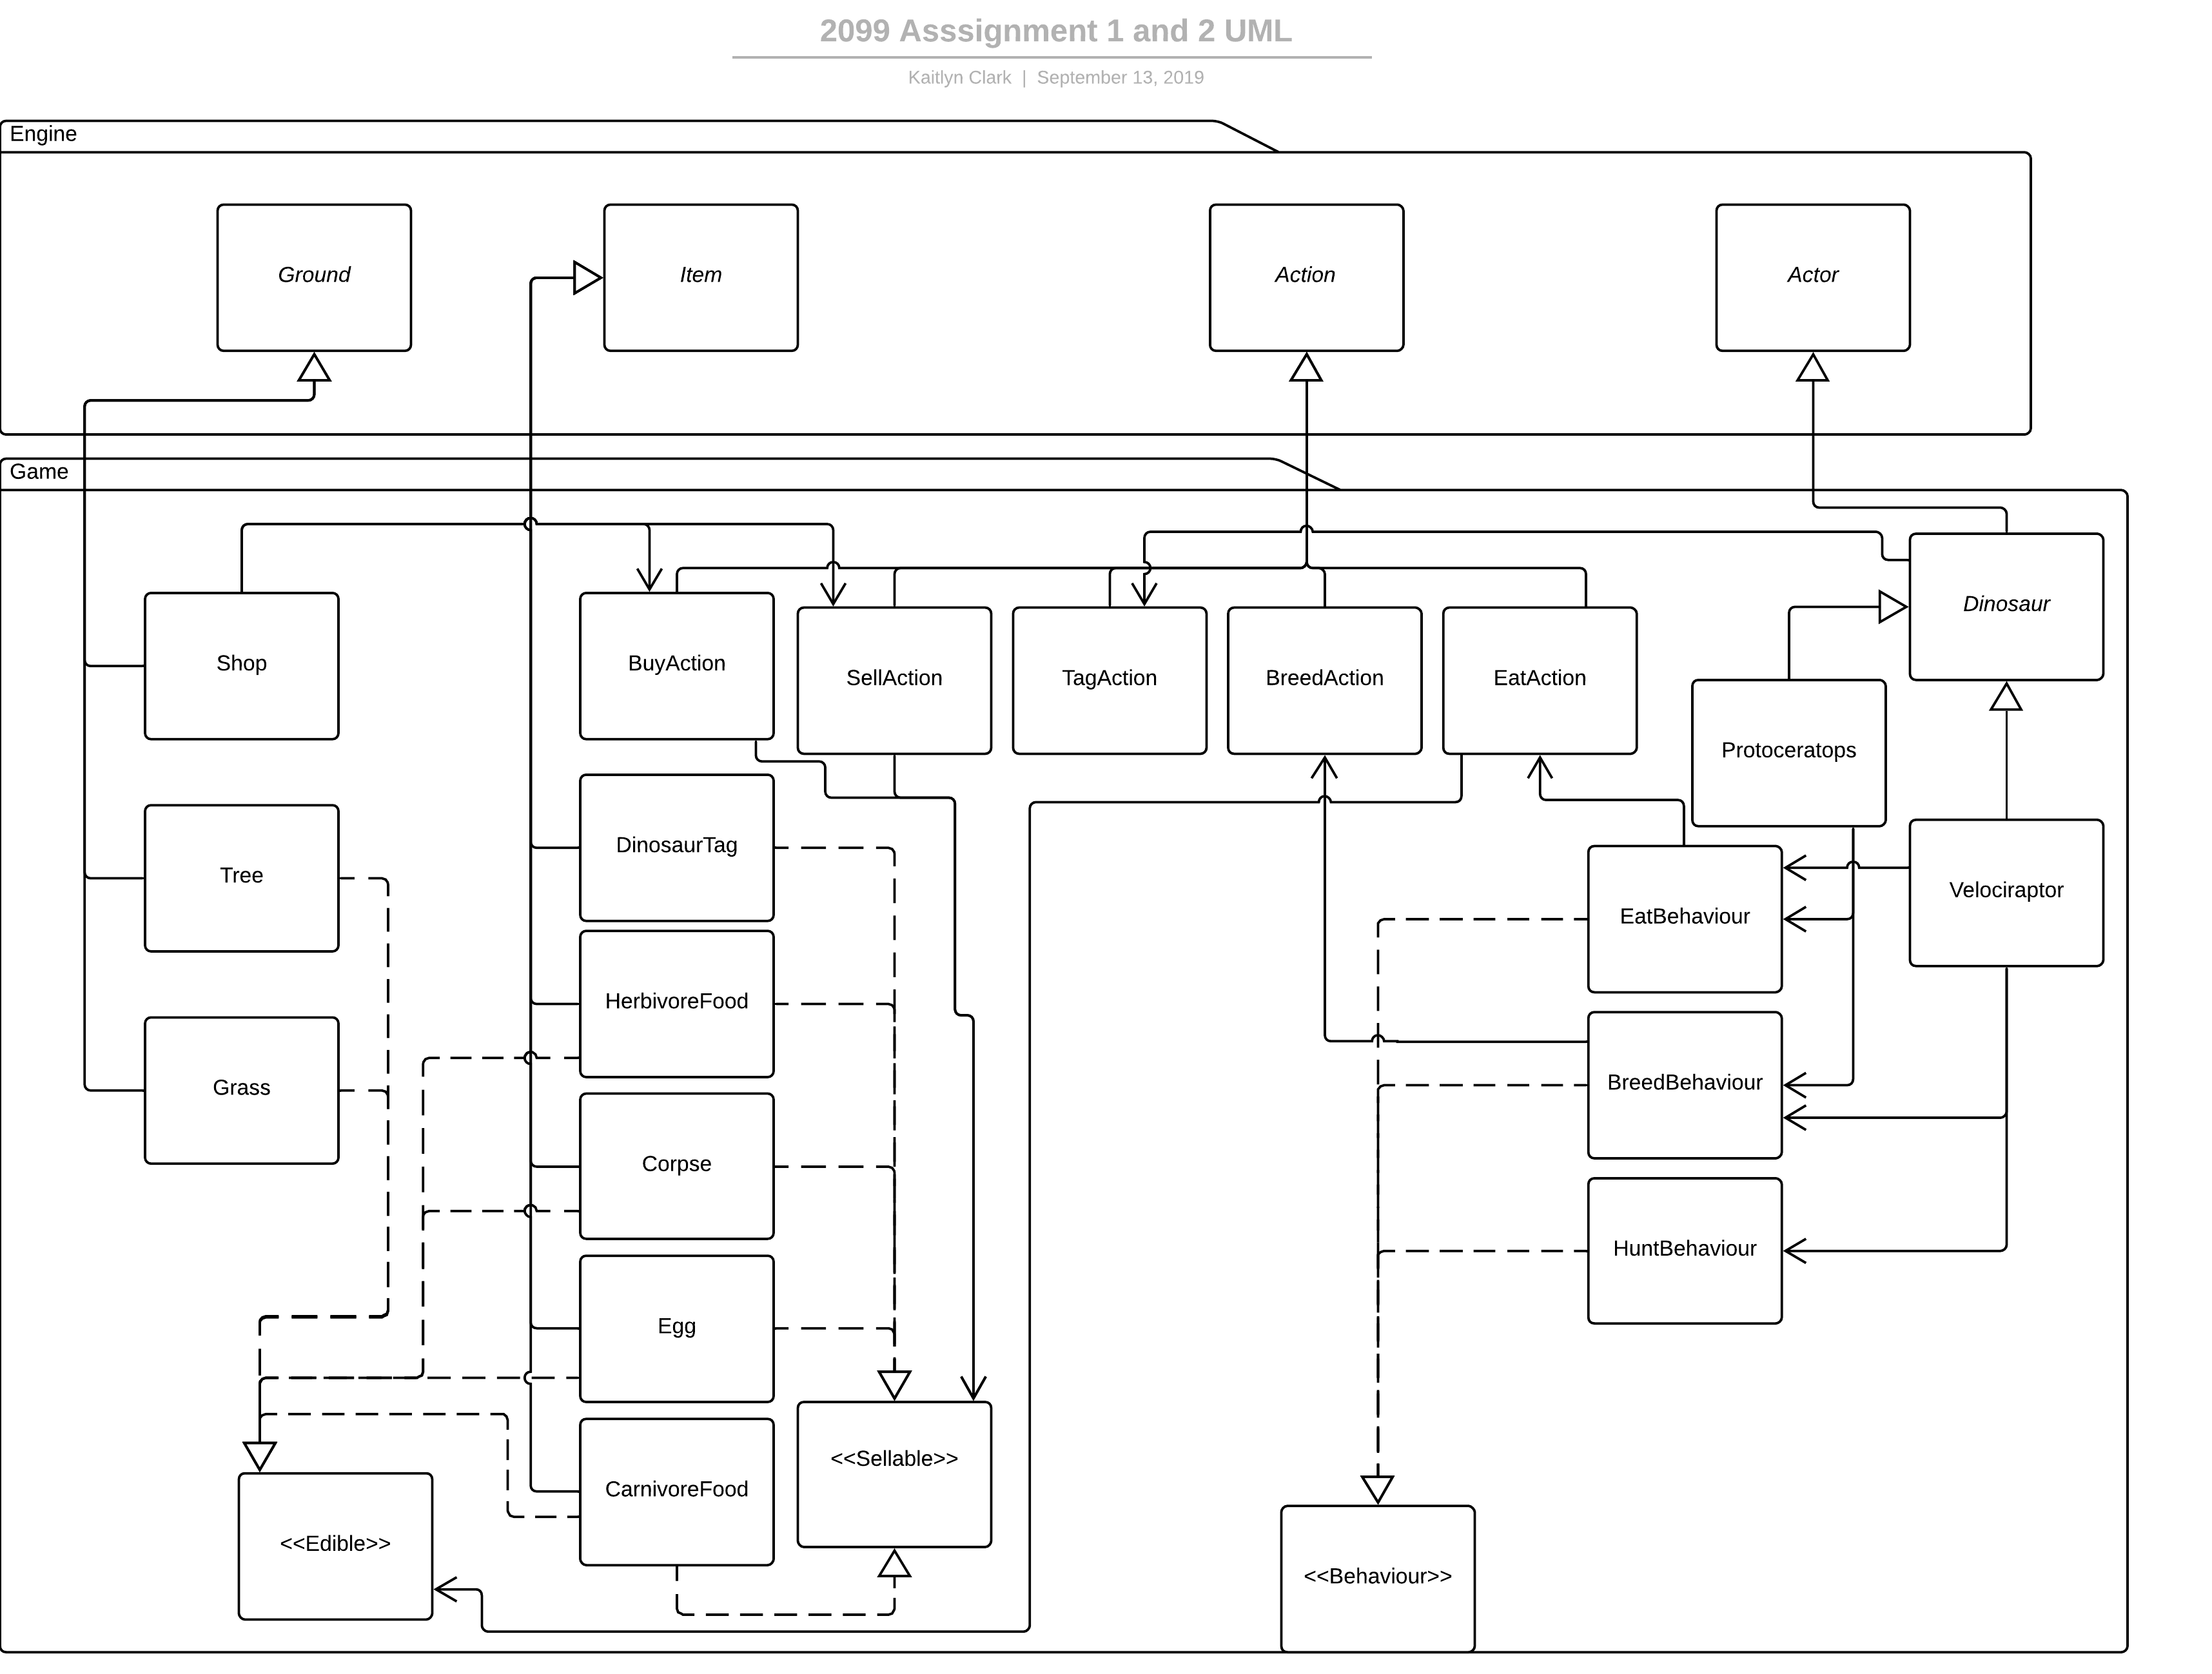 2099 Asssignment 1 and 2 UML
Kaitlyn Clark | September 13, 2019
Engine
Ground
Item
Action
Actor
Game
Shop
BuyAction
SellAction
TagAction
BreedAction
EatAction
Dinosaur
Protoceratops
Tree
DinosaurTag
Velociraptor
EatBehaviour
HerbivoreFood
Grass
BreedBehaviour
Corpse
HuntBehaviour
Egg
<<Sellable>>
CarnivoreFood
<<Edible>>
<<Behaviour>>